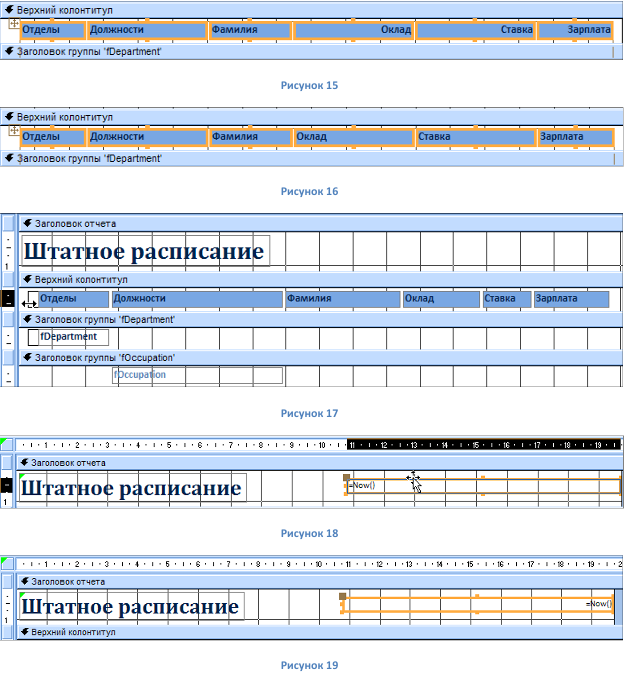 Верхний колонтитул
Отделы Должности Фамилия Оклад Ставка Зарплата
Заголовок группы 'fDepartment'
Рисунок 15
Верхний колонтитул
Отделы Должности Фамилия Оклад Ставка Зарплата
Заголовок группы 'fDepartment'
Рисунок 16
Заголовок отчета
Штатное расписание
1
Верхний колонтитул
Отделы Должности Фамилия Оклад Ставка Зарплата
Заголовок группы 'fDepartment'
fDepartment
Заголовок группы 'fOccupation'
fOccupation
Рисунок 17
1 2 3 4 5 6 7 8 9 10 11 12 13 14 15 16 17 18 19
Заголовок отчета
Штатное расписание =Now()
1
Рисунок 18
1 2 3 4 5 6 7 8 9 10 11 12 13 14 15 16 17 18 19 2
Заголовок отчета
Штатное расписание =Now()
1
Верхний колонтитул
Рисунок 19